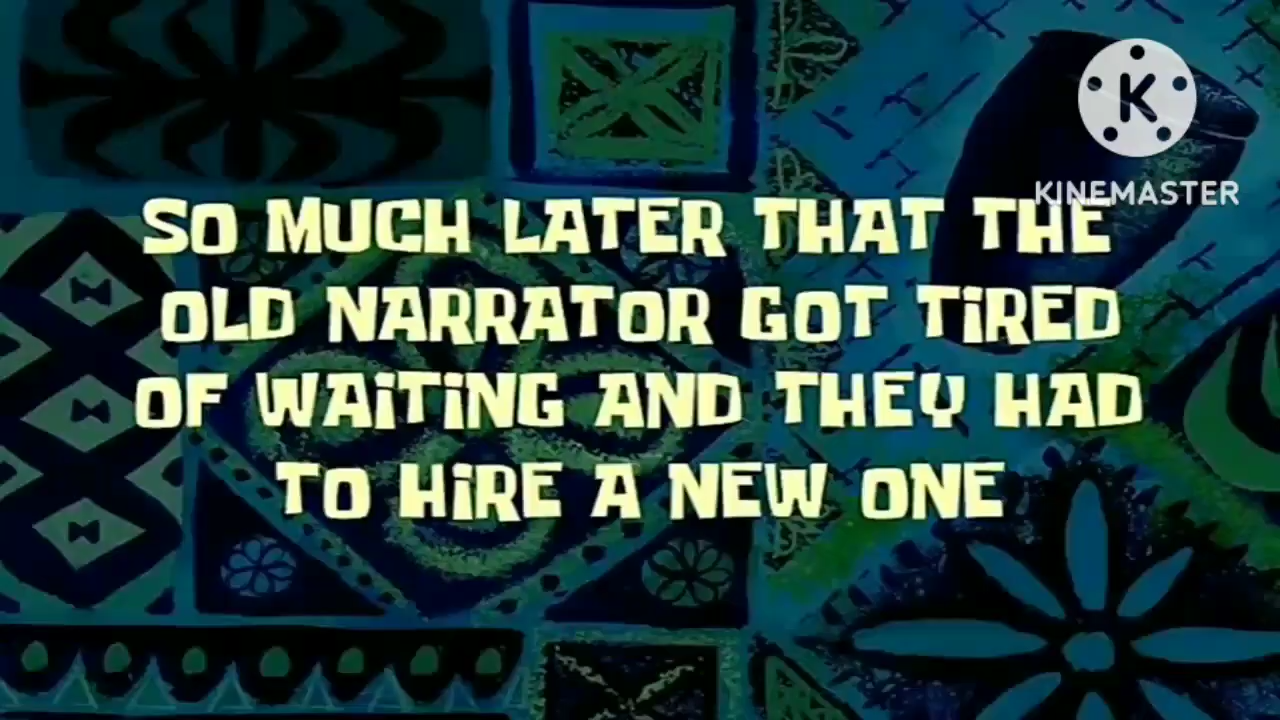 K
KINEMASTER
SO MUCH LATER THAT THE
OLD NARRATOR GOT TiRED
OF WAiTiNG AND THEY HAD
TO HiRE A NEW ONE